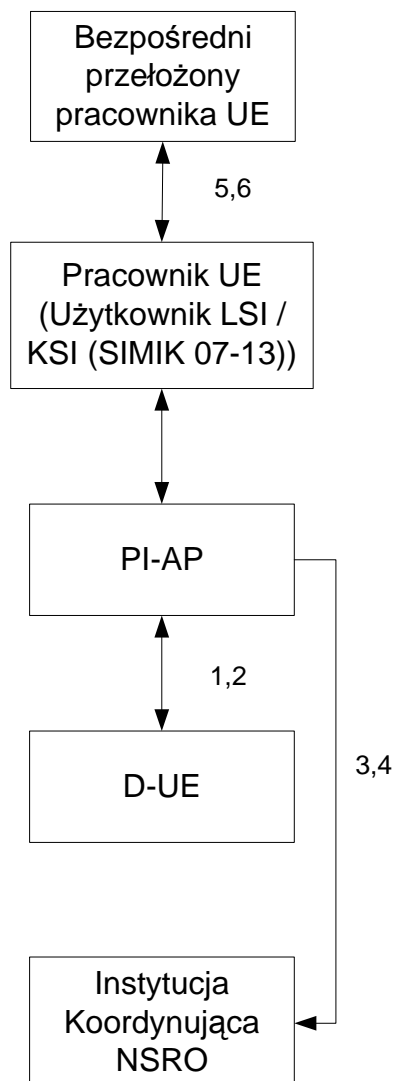 Bezpośredni
przełożony
pracownika UE
5,6
Pracownik UE
(Użytkownik LSI /
KSI (SIMIK 07-13))
PI-AP
1,2
3,4
D-UE
Instytucja
Koordynująca
NSRO